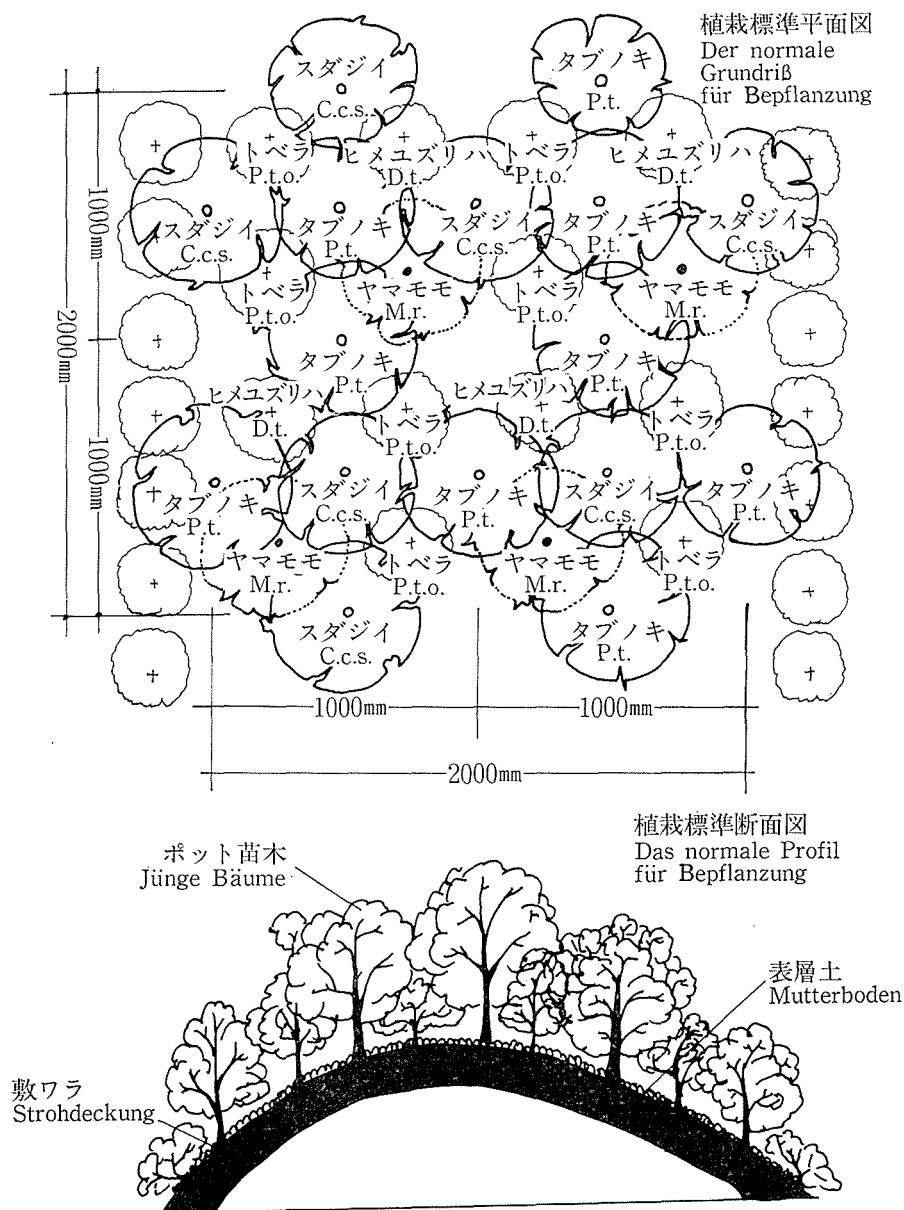 植栽標準平面図
Der normale
Grundriß
für Bepflanzung
スダジイ
C.c.s.
タブノキ
P.t.
トベラ
P.t.o.
ヒメユズリハ
D.t.
トベラ
P.t.o.
ヒメユズリハ
D.t.
スダジイ
C.c.s.
タブノキ
P.t.
スダジイ
C.c.s.
タブノキ
P.t.
スダジイ
C.c.s.
トベラ
P.t.o.
ヤマモモ
M.r.
トベラ
P.t.o.
ヤマモモ
M.r.
タブノキ
P.t.
タブノキ
P.t.
ヒメユズリハ
D.t.
トベラ
P.t.o.
ヒメユズリハ
D.t.
トベラ
P.t.o.
タブノキ
P.t.
スダジイ
C.c.s.
タブノキ
P.t.
スダジイ
C.c.s.
タブノキ
P.t.
ヤマモモ
M.r.
トベラ
P.t.o.
ヤマモモ
M.r.
トベラ
P.t.o.
スダジイ
C.c.s.
タブノキ
P.t.
1000mm
2000mm
1000mm
1000mm
1000mm
2000mm
植栽標準断面図
Das normale Profil
für Bepflanzung
ポット苗木
Jünge Bäume
表層土
Mutterboden
敷ワラ
Strohdeckung